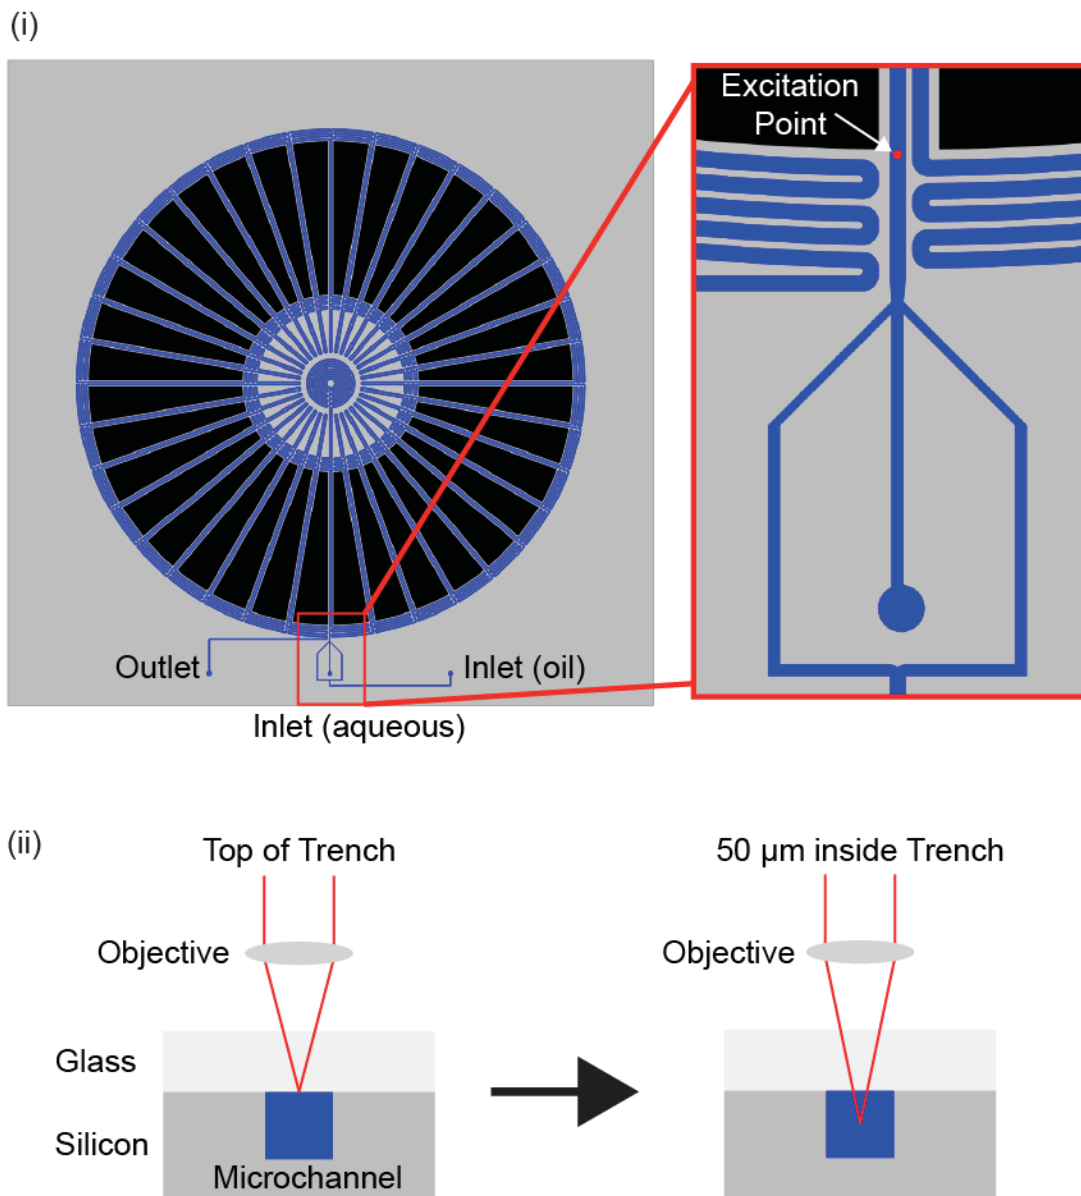 (i)
Excitation
Point
Outlet
Inlet (oil)
Inlet (aqueous)
(ii)
Top of Trench
50 µm inside Trench
Objective
Objective
Glass
Silicon
Microchannel